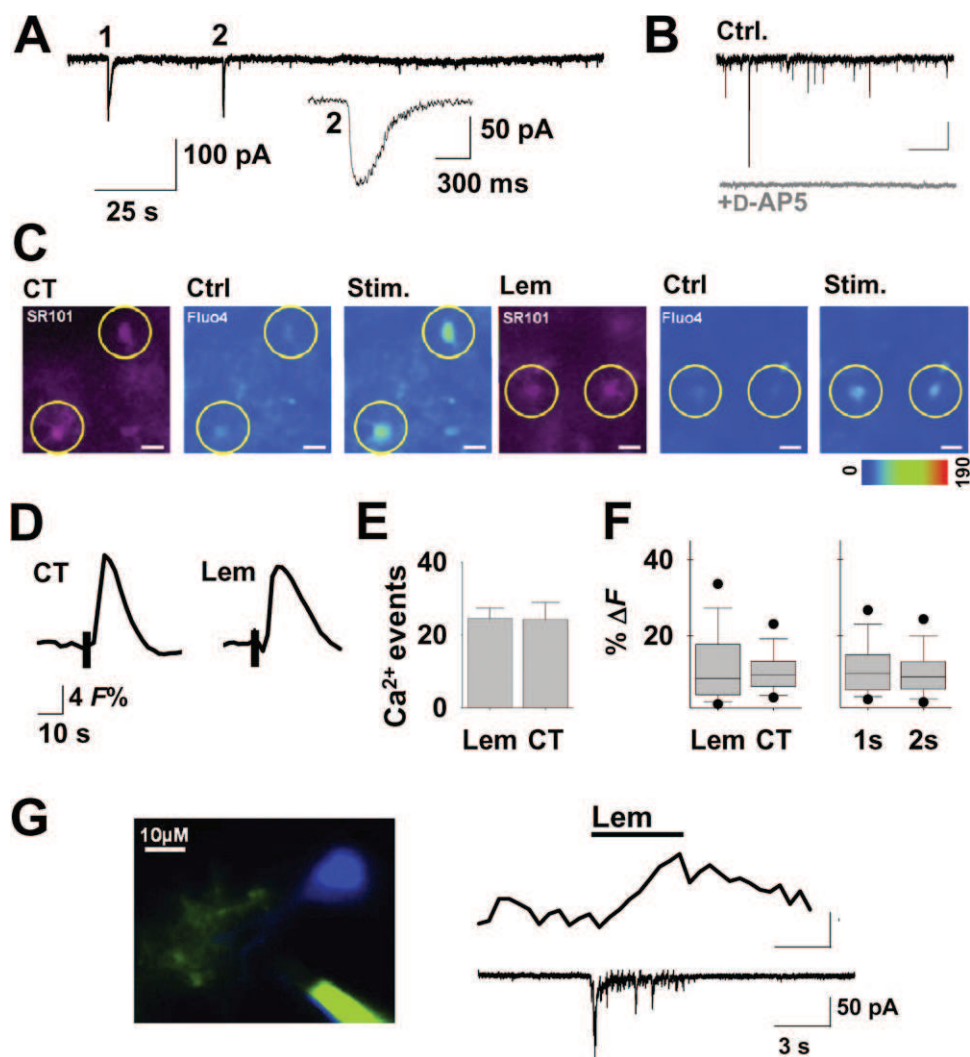 A
1
2
2
100 pA
25 s
50 pA
300 ms
B
Ctrl.
+D-AP5
C
CT
Ctrl
Stim.
Lem
Ctrl
Stim.
SR101
Fluo4
SR101
Fluo4
0
190
D
CT
Lem
4 F%
10 s
E
Ca²⁺ events
40
20
0
Lem CT
F
% ΔF
40
20
Lem CT
40
20
1s 2s
G
10µM
Lem
50 pA
3 s